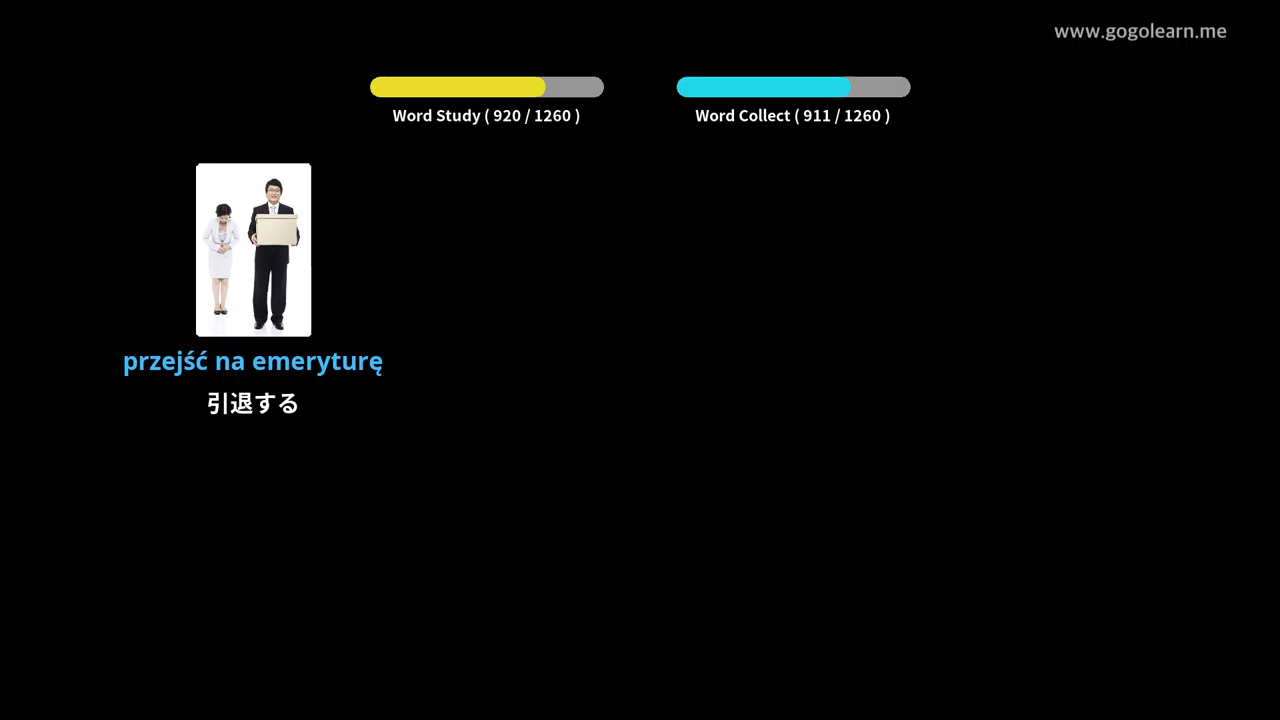 www.gogolearn.me
Word Study ( 920 / 1260 )
Word Collect ( 911 / 1260 )
przejść na emeryturę
引退する